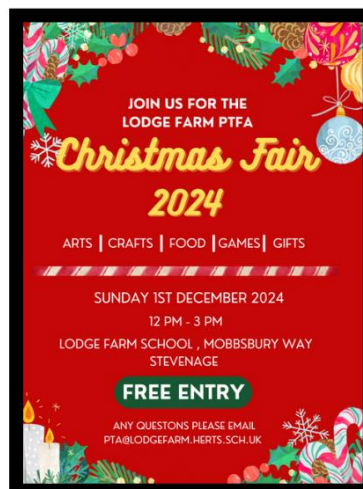 JOIN US FOR THE
LODGE FARM PTFA
Christmas Fair
2024
ARTS | CRAFTS | FOOD | GAMES | GIFTS
SUNDAY 1ST DECEMBER 2024
12 PM - 3 PM
LODGE FARM SCHOOL , MOBBSBURY WAY
STEVENAGE
FREE ENTRY
ANY QUESTONS PLEASE EMAIL
PTA@LODGEFARM.HERTS.SCH.UK